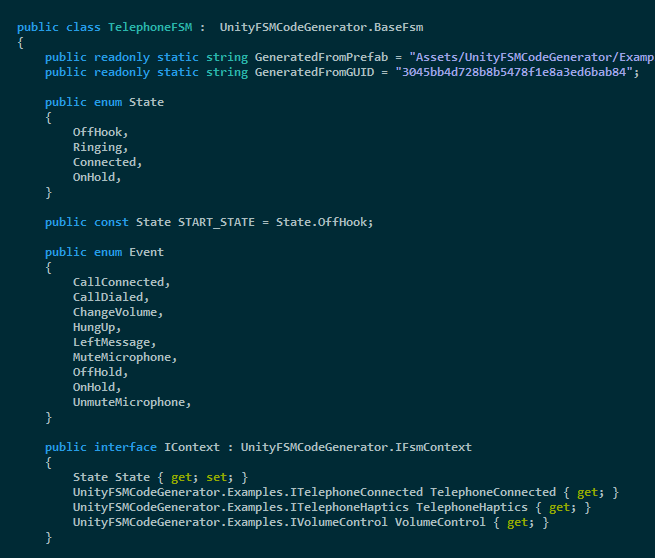 public class TelephoneFSM :  UnityFSMCodeGenerator.BaseFsm
{
    public readonly static string GeneratedFromPrefab = "Assets/UnityFSMCodeGenerator/Examp
    public readonly static string GeneratedFromGUID = "3045bb4d728b8b5478f1e8a3ed6bab84";

    public enum State
    {
        OffHook,
        Ringing,
        Connected,
        OnHold,
    }

    public const State START_STATE = State.OffHook;

    public enum Event
    {
        CallConnected,
        CallDialed,
        ChangeVolume,
        HungUp,
        LeftMessage,
        MuteMicrophone,
        OffHold,
        OnHold,
        UnmuteMicrophone,
    }

    public interface IContext : UnityFSMCodeGenerator.IFsmContext
    {
        State State { get; set; }
        UnityFSMCodeGenerator.Examples.ITelephoneConnected TelephoneConnected { get; }
        UnityFSMCodeGenerator.Examples.ITelephoneHaptics TelephoneHaptics { get; }
        UnityFSMCodeGenerator.Examples.IVolumeControl VolumeControl { get; }
    }